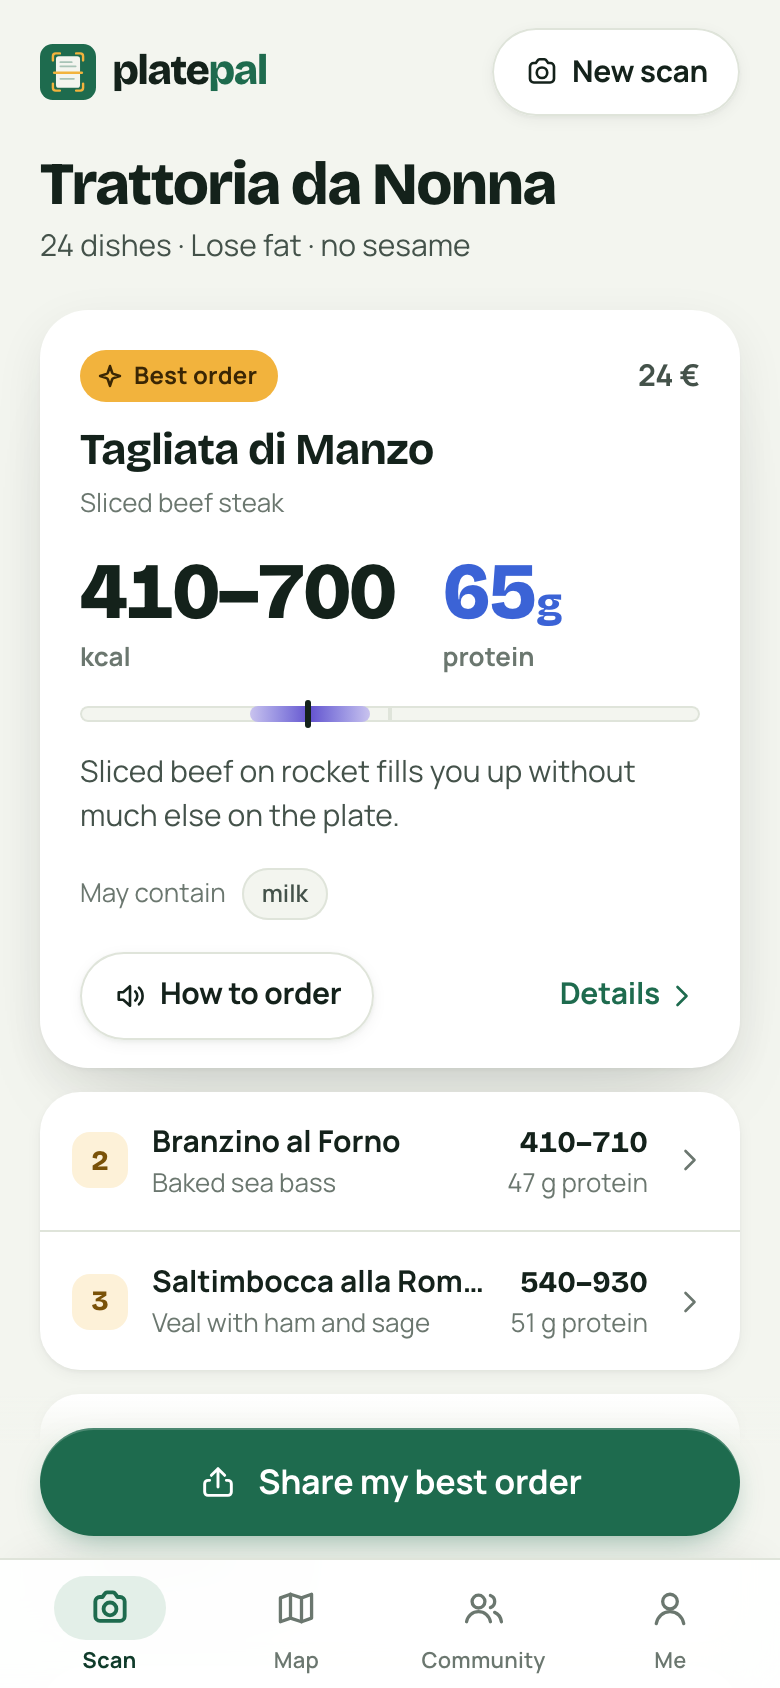 platepal
New scan
Trattoria da Nonna
24 dishes · Lose fat · no sesame
Best order
24 €
Tagliata di Manzo
Sliced beef steak
410–700 65g
kcal protein
Sliced beef on rocket fills you up without
much else on the plate.
May contain milk
How to order
Details
2 Branzino al Forno 410–710
Baked sea bass 47 g protein
3 Saltimbocca alla Rom... 540–930
Veal with ham and sage 51 g protein
Share my best order
Scan Map Community Me